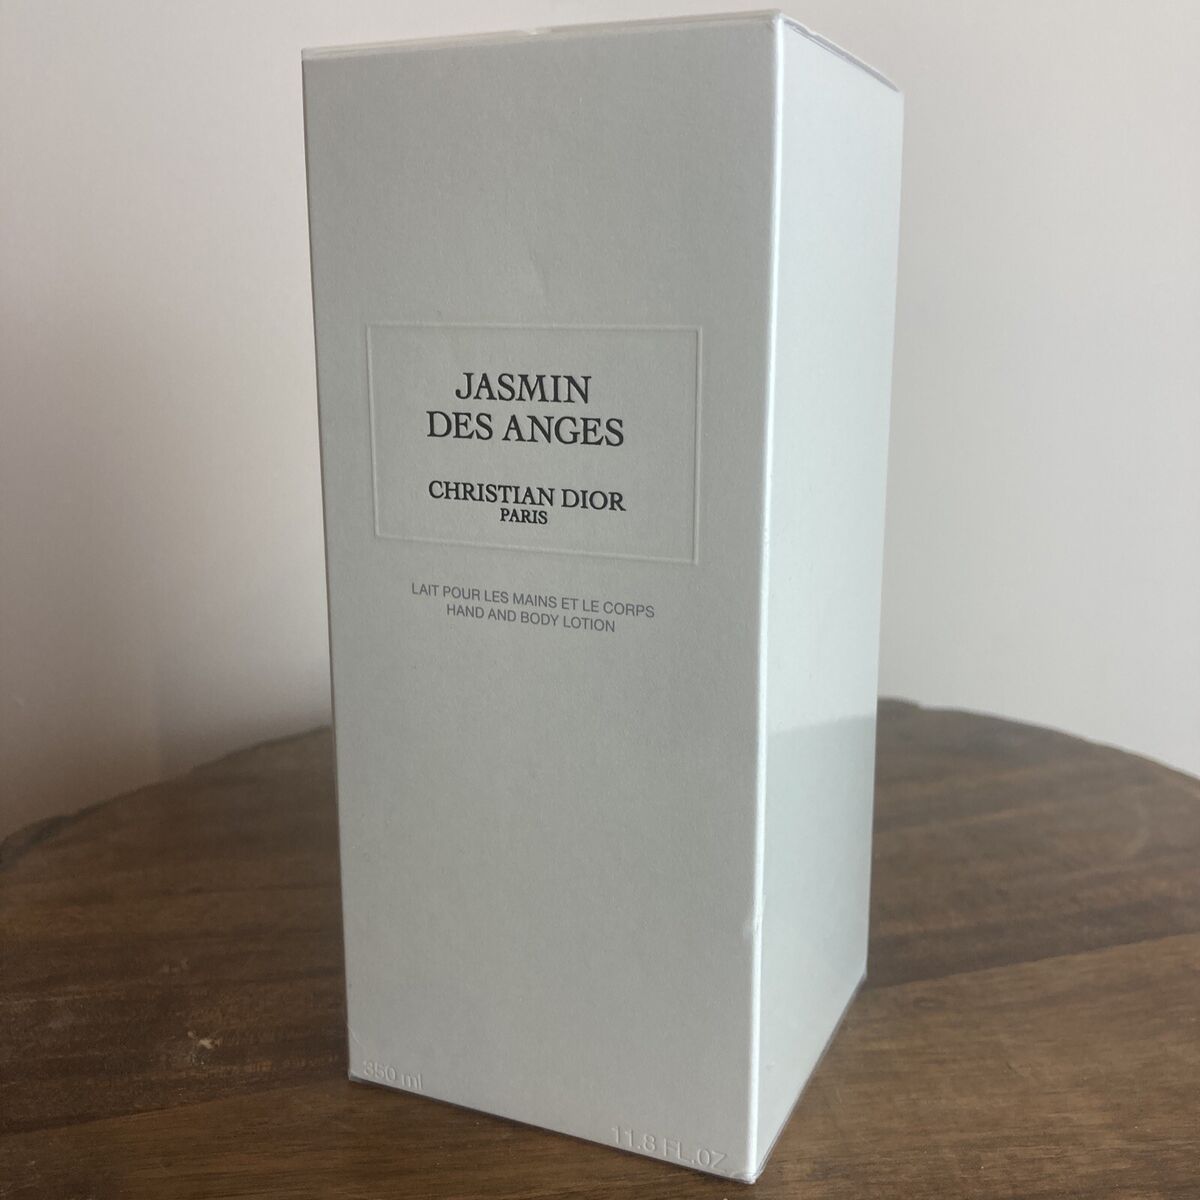 JASMIN
DES ANGES
CHRISTIAN DIOR
PARIS
LAIT POUR LES MAINS ET LE CORPS
HAND AND BODY LOTION
350 ml
11.8 FL.OZ